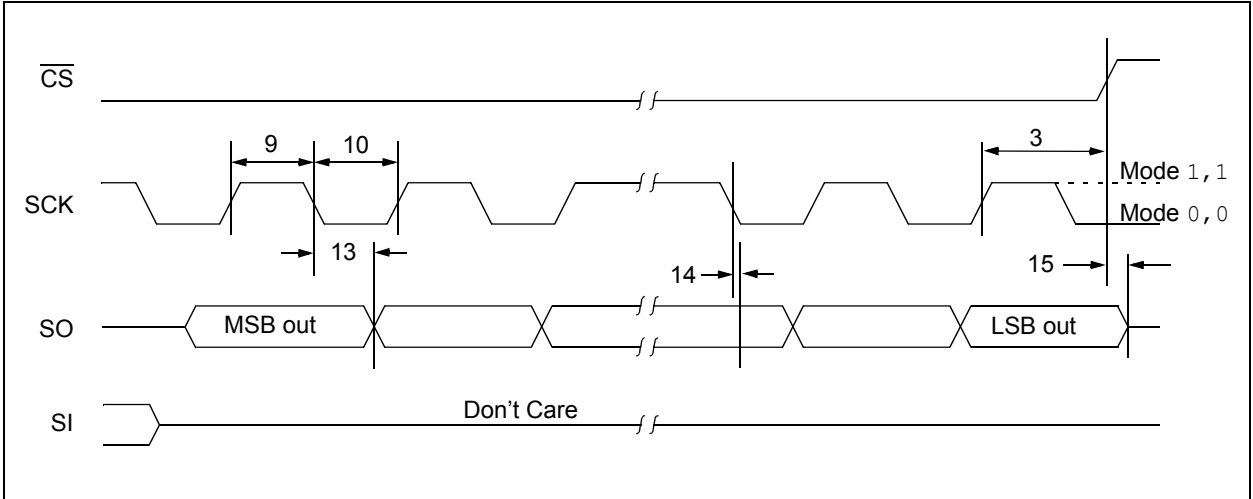 C̅S̅
9
10
3
SCK
Mode 1,1
Mode 0,0
13
14
15
SO
MSB out
LSB out
SI
Don't Care